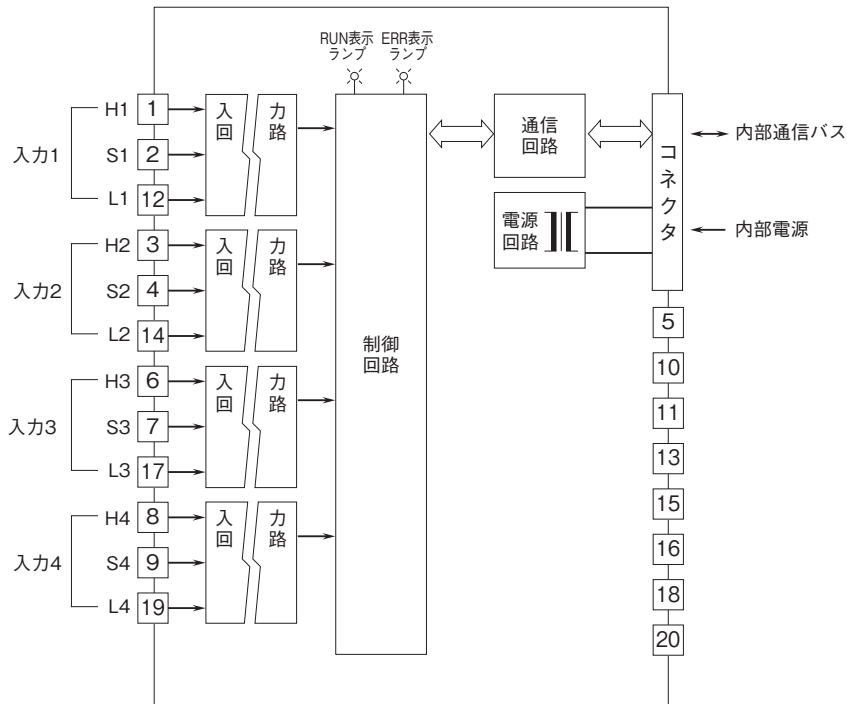 RUN表示
ランプ
ERR表示
ランプ
入力1
H1 1
S1 2
L1 12
入 力
回 路
入力2
H2 3
S2 4
L2 14
入 力
回 路
入力3
H3 6
S3 7
L3 17
入 力
回 路
入力4
H4 8
S4 9
L4 19
入 力
回 路
制御
回路
通信
回路
電源
回路
コネクタ
内部通信バス
内部電源
5
10
11
13
15
16
18
20